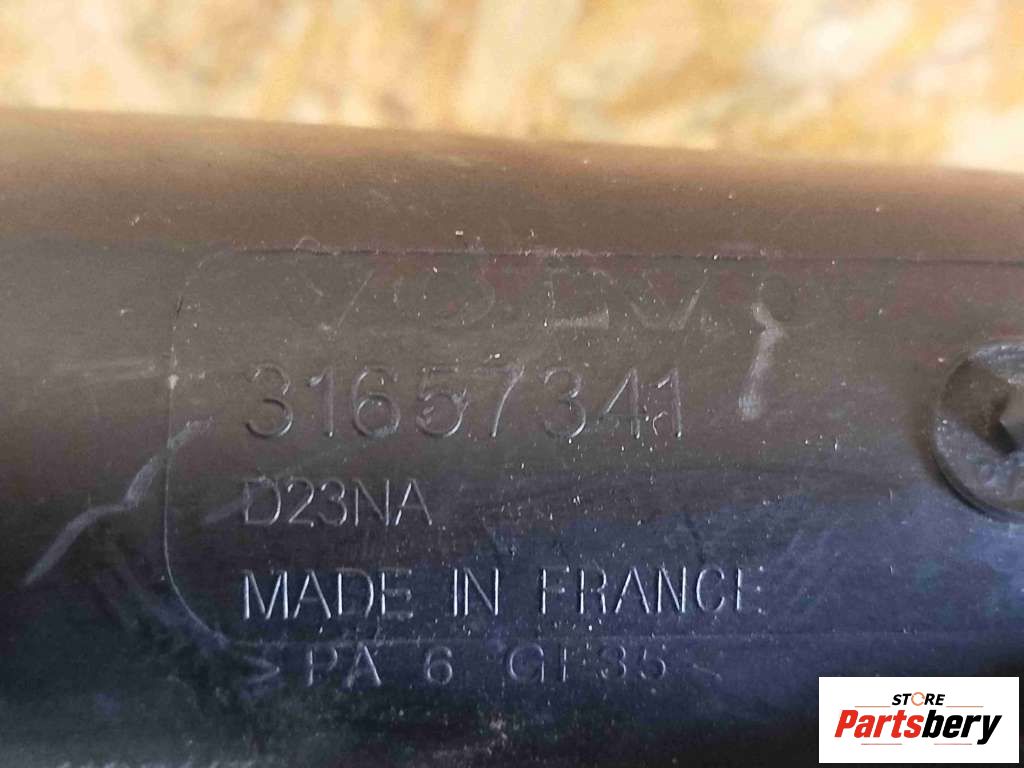 VOLVO
31657341
D23NA
MADE IN FRANCE
>PA 6 GF35<
STORE
Partsbery